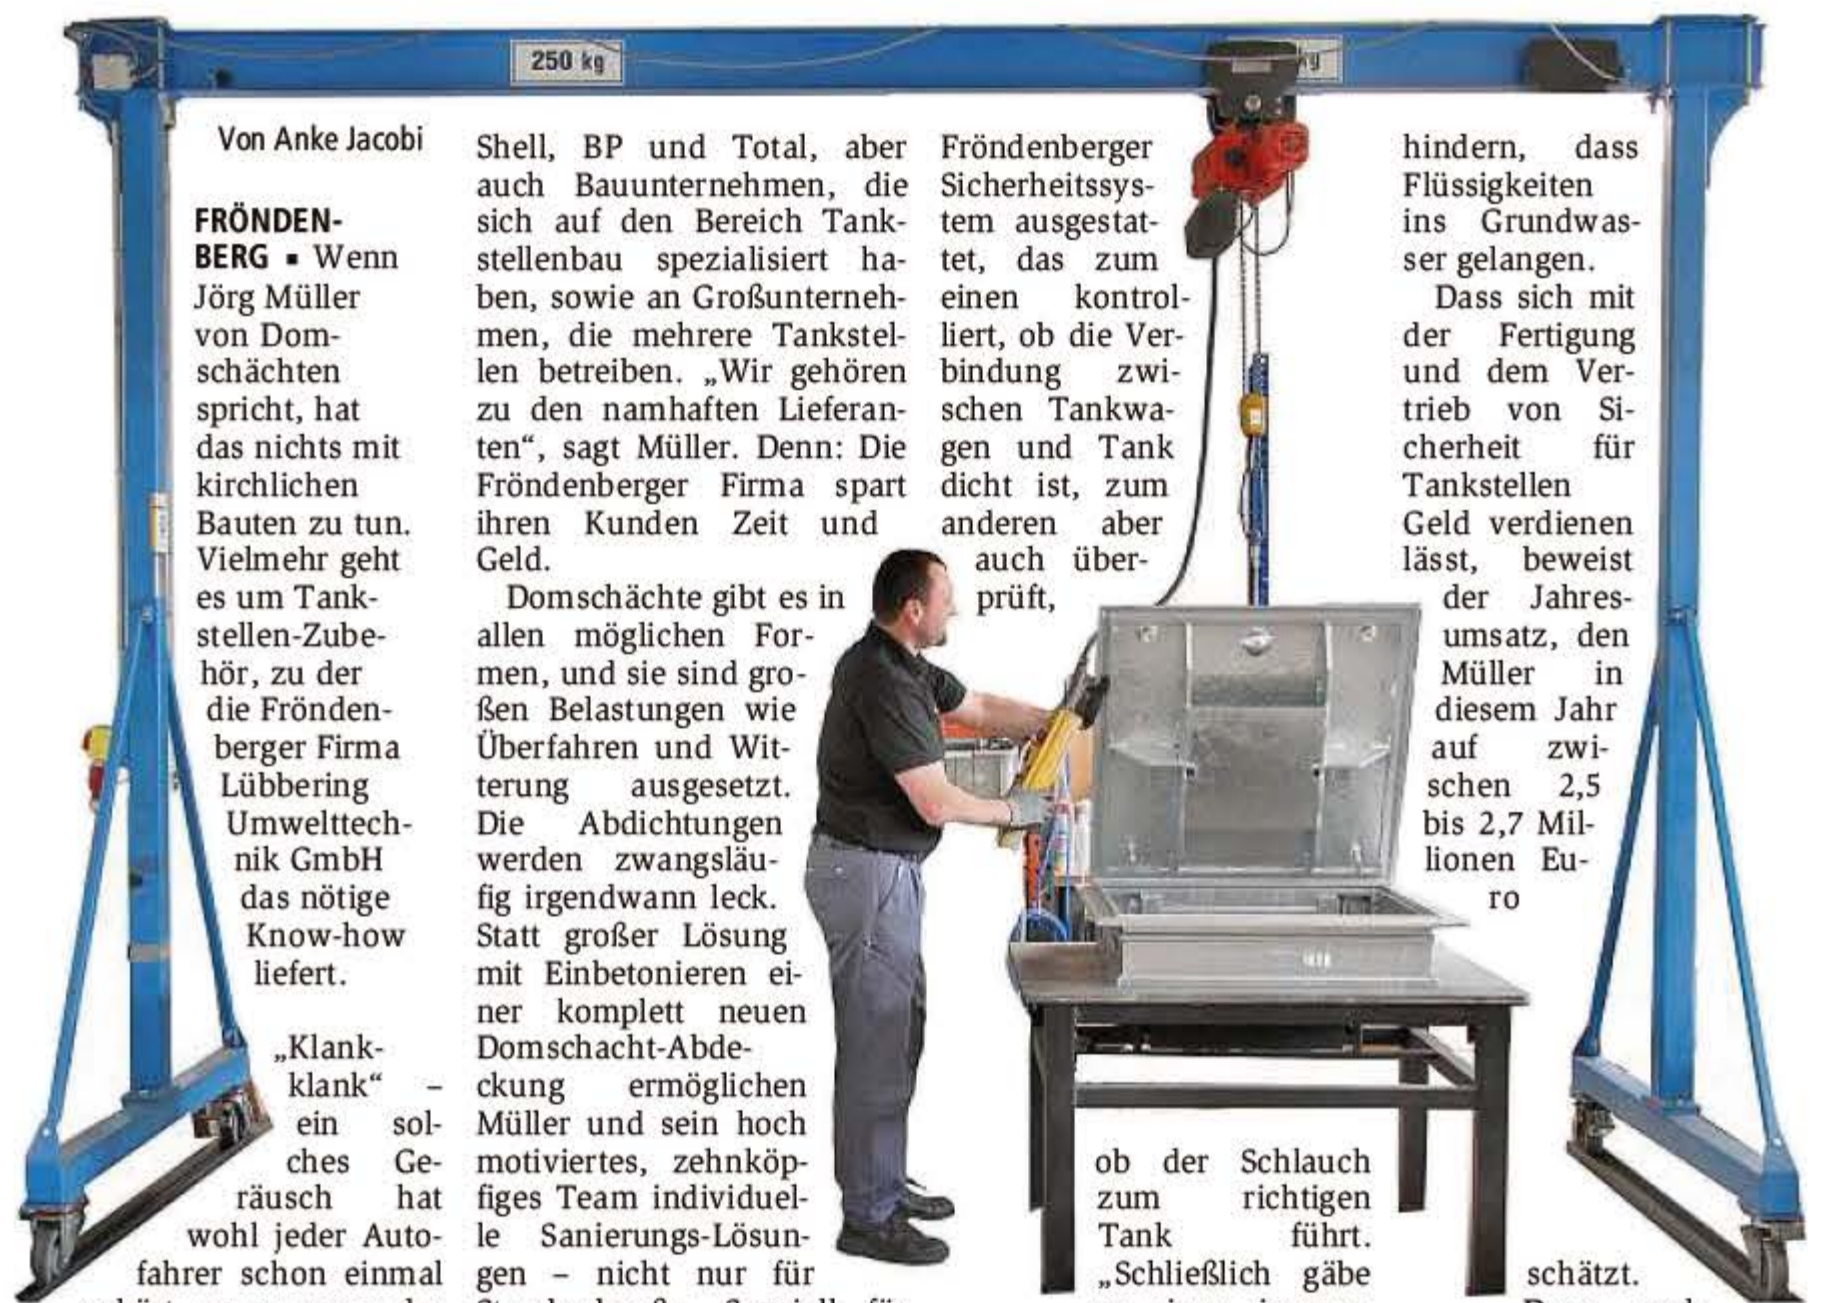 250 kg
kg
Von Anke Jacobi
FRÖNDEN-
BERG ▪ Wenn
Jörg Müller
von Dom-
schächten
spricht, hat
das nichts mit
kirchlichen
Bauten zu tun.
Vielmehr geht
es um Tank-
stellen-Zube-
hör, zu der
die Frönden-
berger Firma
Lübbering
Umwelttech-
nik GmbH
das nötige
Know-how
liefert.
„Klank-
klank“ –
ein sol-
ches Ge-
räusch hat
wohl jeder Auto-
fahrer schon einmal
Shell, BP und Total, aber
auch Bauunternehmen, die
sich auf den Bereich Tank-
stellenbau spezialisiert ha-
ben, sowie an Großunterneh-
men, die mehrere Tankstel-
len betreiben. „Wir gehören
zu den namhaften Lieferan-
ten“, sagt Müller. Denn: Die
Fröndenberger Firma spart
ihren Kunden Zeit und
Geld.
Domschächte gibt es in
allen möglichen For-
men, und sie sind gro-
ßen Belastungen wie
Überfahren und Wit-
terung ausgesetzt.
Die Abdichtungen
werden zwangsläu-
fig irgendwann leck.
Statt großer Lösung
mit Einbetonieren ei-
ner komplett neuen
Domschacht-Abde-
ckung ermöglichen
Müller und sein hoch
motiviertes, zehnköp-
figes Team individuel-
le Sanierungs-Lösun-
gen – nicht nur für
Fröndenberger
Sicherheitssys-
tem ausgestat-
tet, das zum
einen kontrol-
liert, ob die Ver-
bindung zwi-
schen Tankwa-
gen und Tank
dicht ist, zum
anderen aber
auch über-
prüft,
ob der Schlauch
zum richtigen
Tank führt.
„Schließlich gäbe
hindern, dass
Flüssigkeiten
ins Grundwas-
ser gelangen.
Dass sich mit
der Fertigung
und dem Ver-
trieb von Si-
cherheit für
Tankstellen
Geld verdienen
lässt, beweist
der Jahres-
umsatz, den
Müller in
diesem Jahr
auf zwi-
schen 2,5
bis 2,7 Mil-
lionen Eu-
ro
schätzt.